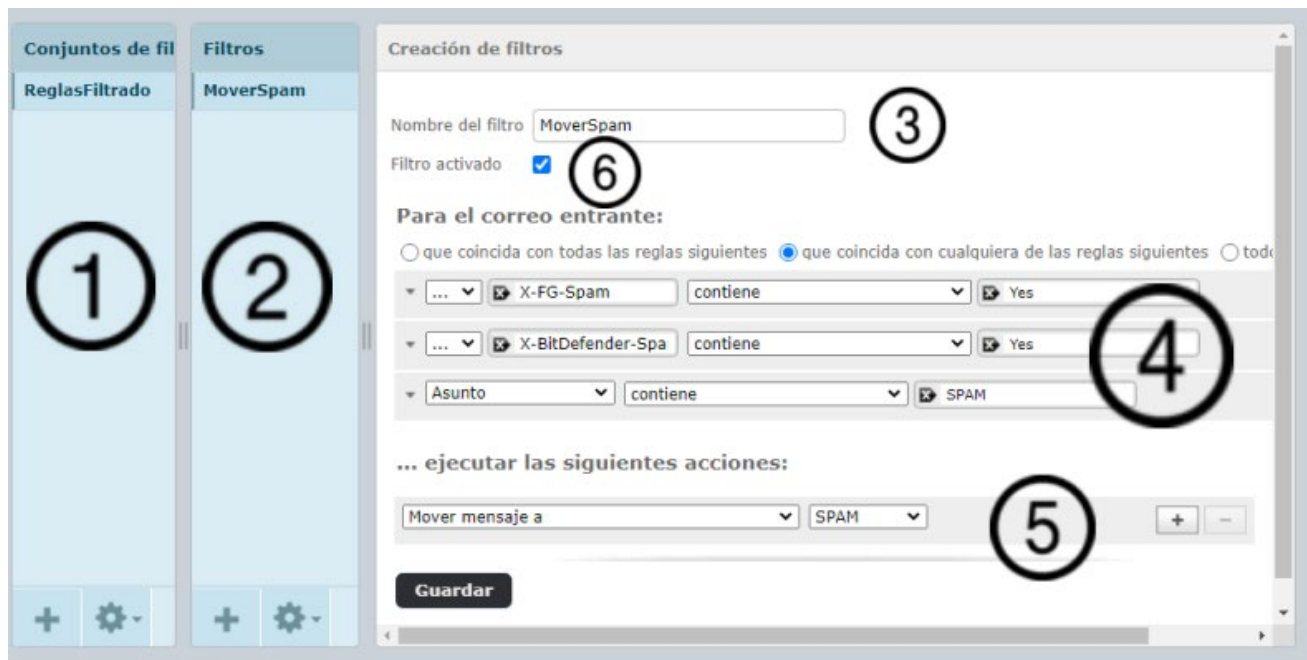 Conjuntos de fil
ReglasFiltrado
1
Filtros
MoverSpam
2
Creación de filtros
Nombre del filtro MoverSpam
3
Filtro activado
6
Para el correo entrante:
que coincida con todas las reglas siguientes que coincida con cualquiera de las reglas siguientes todo
... X-FG-Spam contiene Yes
... X-BitDefender-Spa contiene Yes
4
Asunto contiene SPAM
... ejecutar las siguientes acciones:
Mover mensaje a SPAM + -
5
Guardar